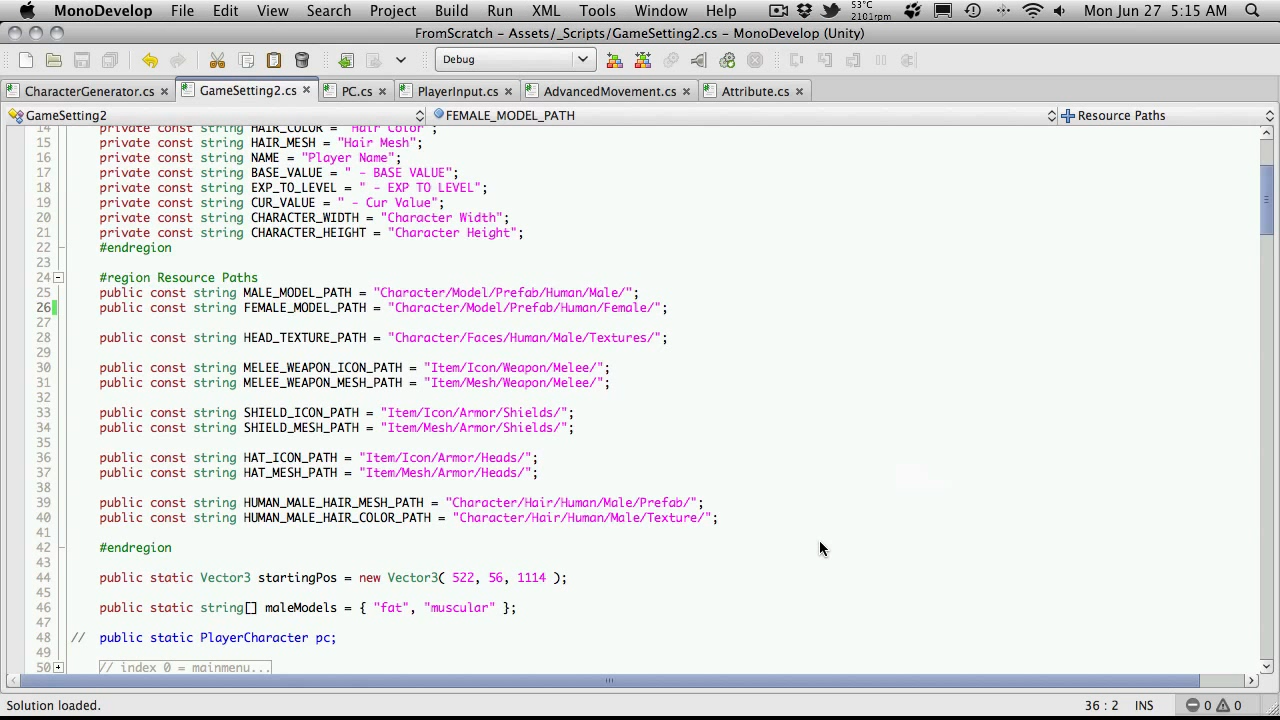 MonoDevelop File Edit View Search Project Build Run XML Tools Window Help 53°C 2101rpm Mon Jun 27 5:15 AM
FromScratch – Assets/_Scripts/GameSetting2.cs – MonoDevelop (Unity)
Debug
CharacterGenerator.cs GameSetting2.cs PC.cs PlayerInput.cs AdvancedMovement.cs Attribute.cs
GameSetting2 FEMALE_MODEL_PATH Resource Paths
14 private const string HAIR_COLOR = "Hair Color";
15 private const string HAIR_MESH = "Hair Mesh";
16 private const string NAME = "Player Name";
17 private const string BASE_VALUE = " - BASE VALUE";
18 private const string EXP_TO_LEVEL = " - EXP TO LEVEL";
19 private const string CUR_VALUE = " - Cur Value";
20 private const string CHARACTER_WIDTH = "Character Width";
21 private const string CHARACTER_HEIGHT = "Character Height";
22 #endregion
23
24 #region Resource Paths
25 public const string MALE_MODEL_PATH = "Character/Model/Prefab/Human/Male/";
26 public const string FEMALE_MODEL_PATH = "Character/Model/Prefab/Human/Female/";
27
28 public const string HEAD_TEXTURE_PATH = "Character/Faces/Human/Male/Textures/";
29
30 public const string MELEE_WEAPON_ICON_PATH = "Item/Icon/Weapon/Melee/";
31 public const string MELEE_WEAPON_MESH_PATH = "Item/Mesh/Weapon/Melee/";
32
33 public const string SHIELD_ICON_PATH = "Item/Icon/Armor/Shields/";
34 public const string SHIELD_MESH_PATH = "Item/Mesh/Armor/Shields/";
35
36 public const string HAT_ICON_PATH = "Item/Icon/Armor/Heads/";
37 public const string HAT_MESH_PATH = "Item/Mesh/Armor/Heads/";
38
39 public const string HUMAN_MALE_HAIR_MESH_PATH = "Character/Hair/Human/Male/Prefab/";
40 public const string HUMAN_MALE_HAIR_COLOR_PATH = "Character/Hair/Human/Male/Texture/";
41
42 #endregion
43
44 public static Vector3 startingPos = new Vector3( 522, 56, 1114 );
45
46 public static string[] maleModels = { "fat", "muscular" };
47
48 // public static PlayerCharacter pc;
49
50 // index 0 = mainmenu...
Solution loaded. 36 : 2 INS 0 0